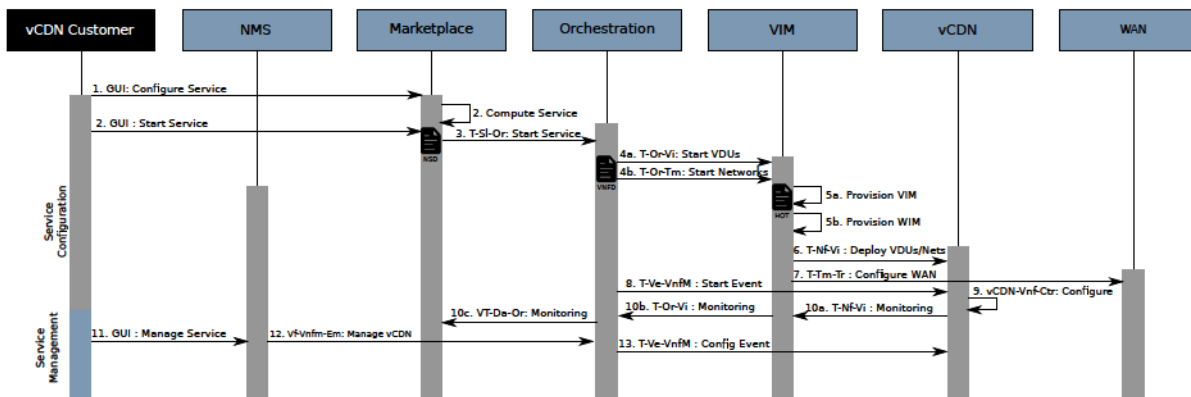 vCDN Customer
NMS
Marketplace
Orchestration
VIM
vCDN
WAN
1. GUI: Configure Service
2. Compute Service
2. GUI : Start Service
3. T-Sl-Or: Start Service
NSD
4a. T-Or-Vi: Start VDUs
4b. T-Or-Tm: Start Networks
VNFD
5a. Provision VIM
HOT
5b. Provision WIM
Service
Configuration
6. T-Nf-Vi : Deploy VDUs/Nets
7. T-Tm-Tr : Configure WAN
8. T-Ve-VnfM : Start Event
9. vCDN-Vnf-Ctr: Configure
10c. VT-Da-Or: Monitoring
10b. T-Or-Vi : Monitoring
10a. T-Nf-Vi : Monitoring
Service
Management
11. GUI : Manage Service
12. Vf-Vnfm-Em: Manage vCDN
13. T-Ve-VnfM : Config Event